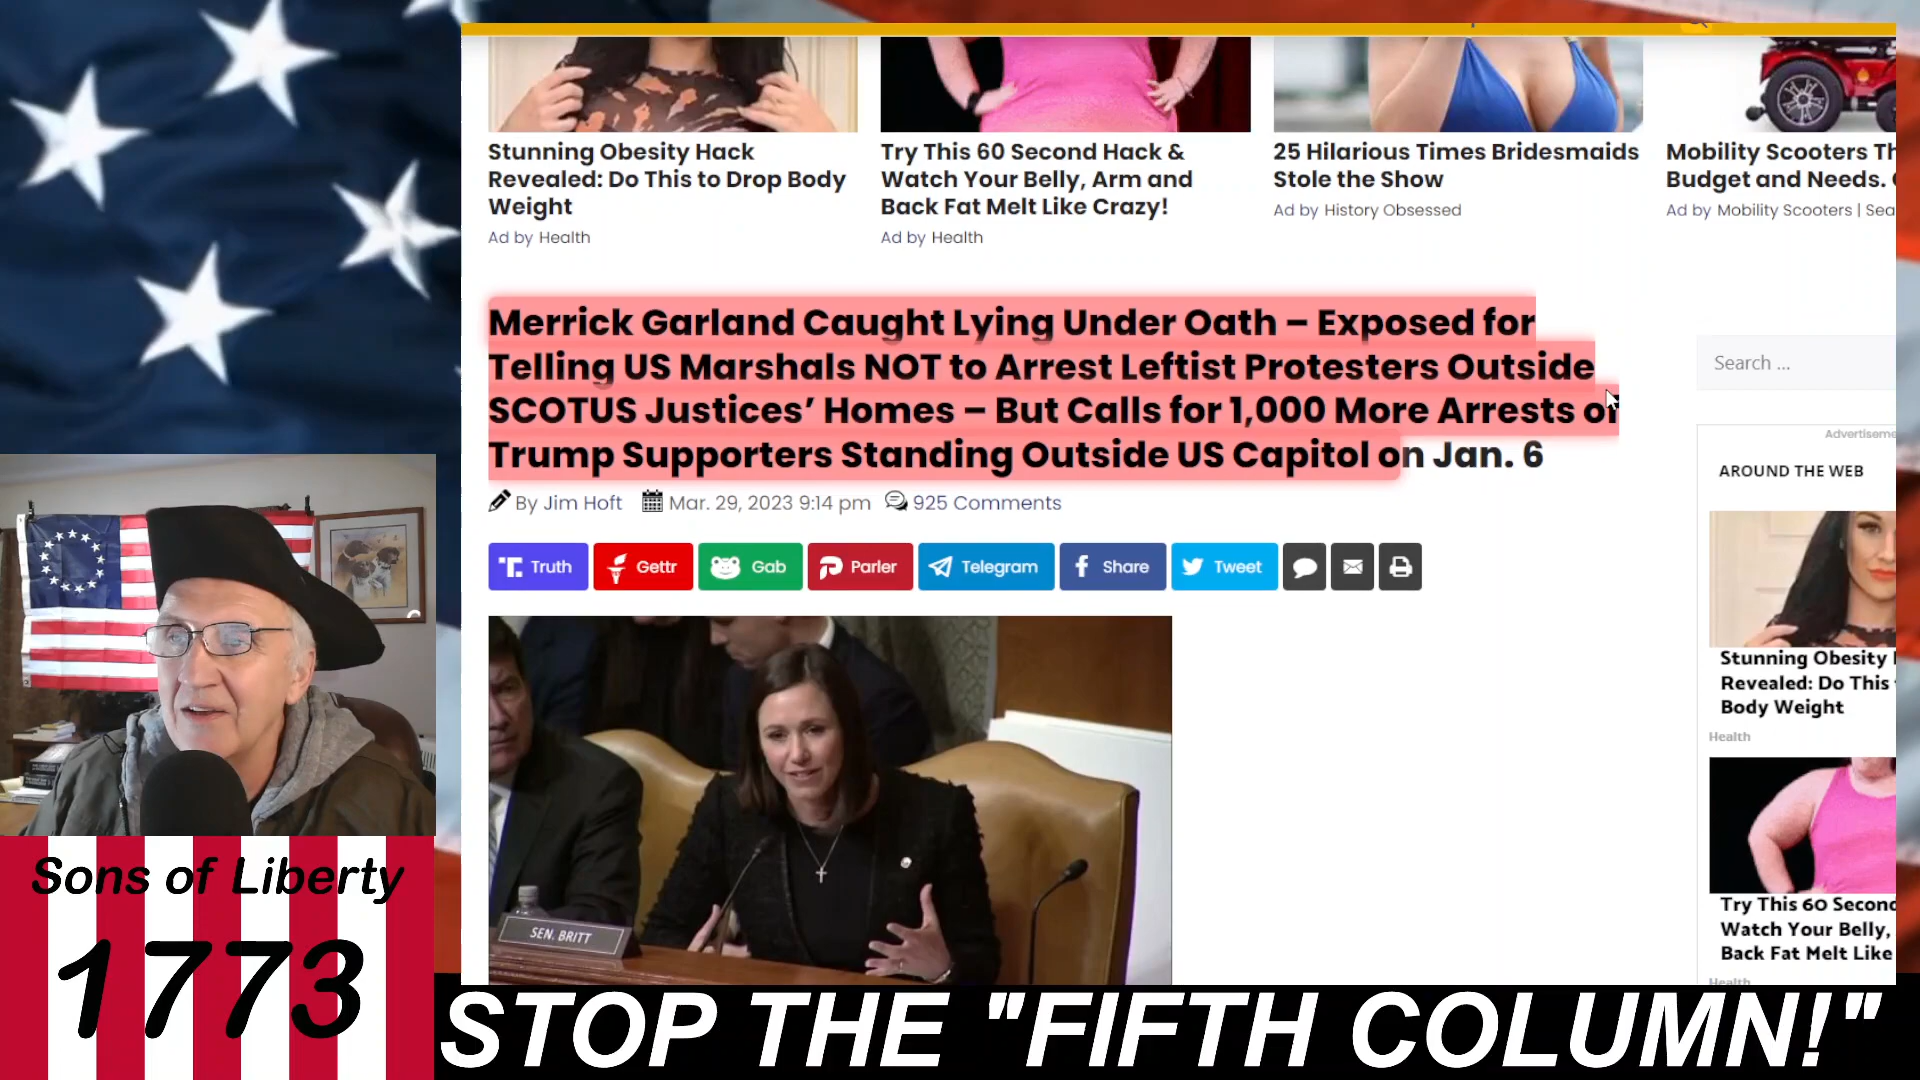 Stunning Obesity Hack
Revealed: Do This to Drop Body
Weight
Ad by Health
Try This 60 Second Hack &
Watch Your Belly, Arm and
Back Fat Melt Like Crazy!
Ad by Health
25 Hilarious Times Bridesmaids
Stole the Show
Ad by History Obsessed
Mobility Scooters Th
Budget and Needs.
Ad by Mobility Scooters | Sea
Merrick Garland Caught Lying Under Oath – Exposed for
Telling US Marshals NOT to Arrest Leftist Protesters Outside
SCOTUS Justices’ Homes – But Calls for 1,000 More Arrests of
Trump Supporters Standing Outside US Capitol on Jan. 6
By Jim Hoft Mar. 29, 2023 9:14 pm 925 Comments
Truth Gettr Gab Parler Telegram Share Tweet
Search ...
Advertiseme
AROUND THE WEB
Stunning Obesity
Revealed: Do This
Body Weight
Health
Try This 60 Second
Watch Your Belly,
Back Fat Melt Like
Health
SEN. BRITT
Sons of Liberty
1773
STOP THE "FIFTH COLUMN!"